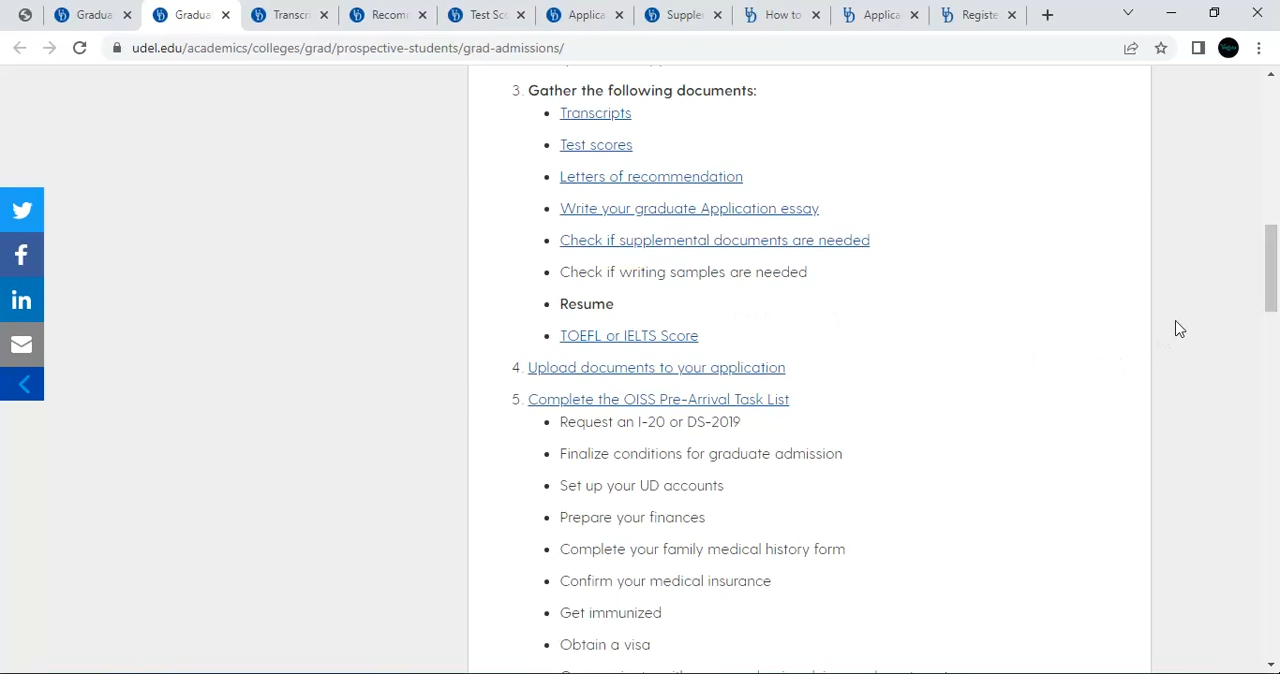 Gradua
Gradua
Transcri
Recom
Test Sco
Applica
Supple
How to
Applica
Registe
udel.edu/academics/colleges/grad/prospective-students/grad-admissions/
3. Gather the following documents:
• Transcripts
• Test scores
• Letters of recommendation
• Write your graduate Application essay
• Check if supplemental documents are needed
• Check if writing samples are needed
• Resume
• TOEFL or IELTS Score
4. Upload documents to your application
5. Complete the OISS Pre-Arrival Task List
• Request an I-20 or DS-2019
• Finalize conditions for graduate admission
• Set up your UD accounts
• Prepare your finances
• Complete your family medical history form
• Confirm your medical insurance
• Get immunized
• Obtain a visa